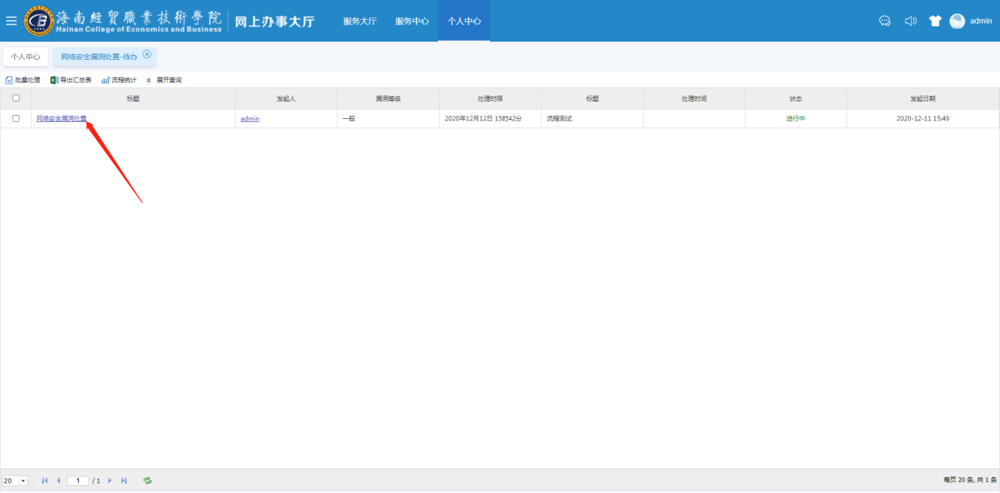 海南經貿職業技術學院 网上办事大厅 服务大厅 服务中心 个人中心 admin
Hainan College of Economics and Business
个人中心 网络安全漏洞处置-待办
批量处理 导出汇总表 流程统计 展开查询
标题 发起人 漏洞等级 处理时限 标题 处理时间 状态 发起日期
网络安全漏洞处置 admin 一般 2020年12月12日 15时42分 流程测试 进行中 2020-12-11 15:49
20 1 / 1 每页 20 条, 共 1 条